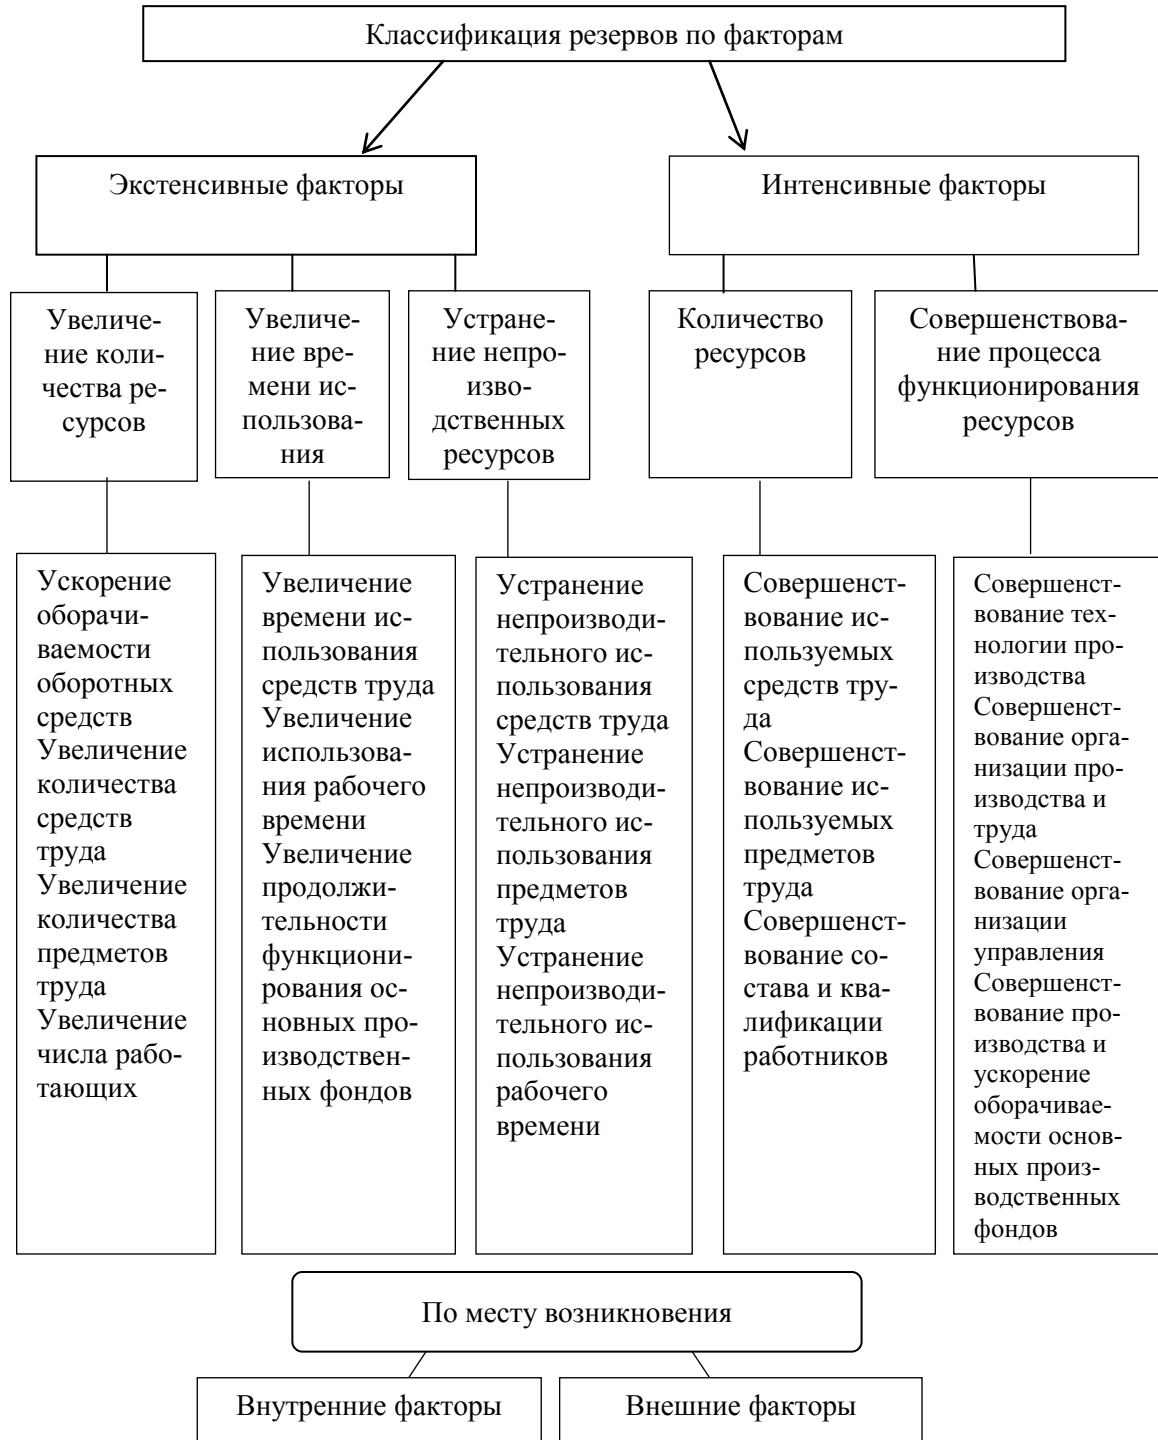 Классификация резервов по факторам
Экстенсивные факторы
Интенсивные факторы
Увеличе-
ние коли-
чества ре-
сурсов
Увеличе-
ние вре-
мени ис-
пользова-
ния
Устране-
ние непро-
изво-
дственных
ресурсов
Количество
ресурсов
Совершенствова-
ние процесса
функционирования
ресурсов
Ускорение
оборачи-
ваемости
оборотных
средств
Увеличение
количества
средств
труда
Увеличение
количества
предметов
труда
Увеличение
числа рабо-
тающих
Увеличение
времени ис-
пользования
средств труда
Увеличение
использова-
ния рабочего
времени
Увеличение
продолжи-
тельности
функциони-
рования ос-
новных про-
изводствен-
ных фондов
Устранение
непроизводи-
тельного ис-
пользования
средств труда
Устранение
непроизводи-
тельного ис-
пользования
предметов
труда
Устранение
непроизводи-
тельного ис-
пользования
рабочего
времени
Совершенст-
вование ис-
пользуемых
средств тру-
да
Совершенст-
вование ис-
пользуемых
предметов
труда
Совершенст-
вование со-
става и ква-
лификации
работников
Совершенст-
вование тех-
нологии про-
изводства
Совершенст-
вование орга-
низации про-
изводства и
труда
Совершенст-
вование орга-
низации
управления
Совершенст-
вование про-
изводства и
ускорение
оборачивае-
мости основ-
ных произ-
водственных
фондов
По месту возникновения
Внутренние факторы
Внешние факторы